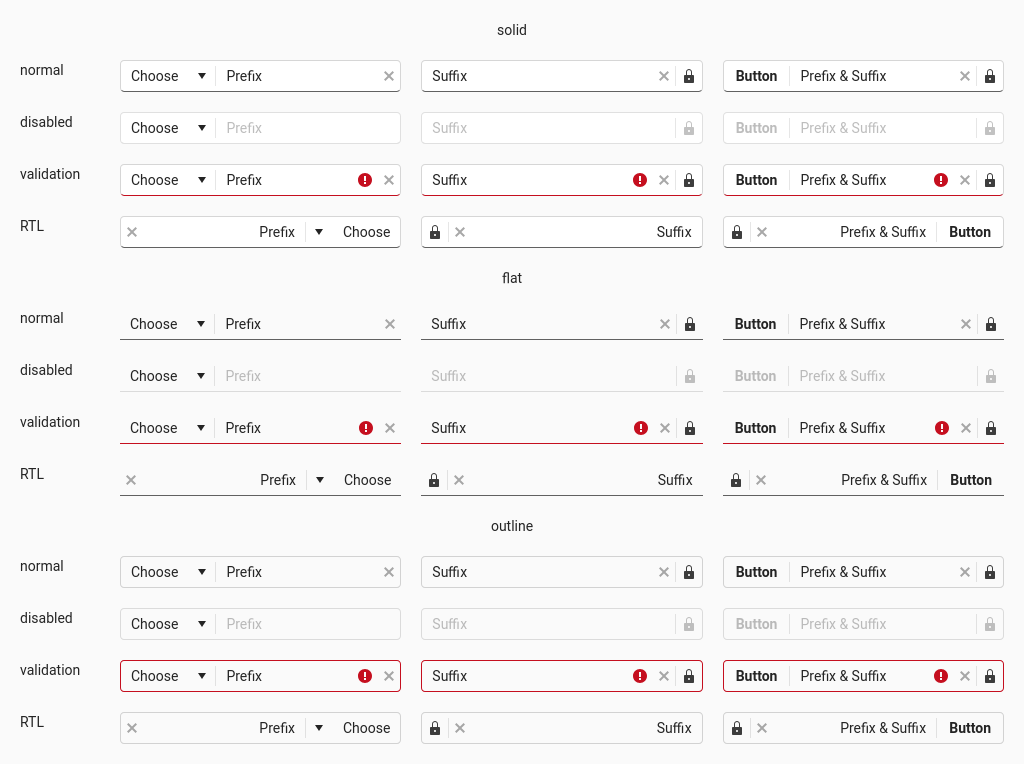 solid
normal Choose Prefix Suffix Button Prefix & Suffix
disabled Choose Prefix Suffix Button Prefix & Suffix
validation Choose Prefix Suffix Button Prefix & Suffix
RTL Prefix Choose Suffix Prefix & Suffix Button
flat
normal Choose Prefix Suffix Button Prefix & Suffix
disabled Choose Prefix Suffix Button Prefix & Suffix
validation Choose Prefix Suffix Button Prefix & Suffix
RTL Prefix Choose Suffix Prefix & Suffix Button
outline
normal Choose Prefix Suffix Button Prefix & Suffix
disabled Choose Prefix Suffix Button Prefix & Suffix
validation Choose Prefix Suffix Button Prefix & Suffix
RTL Prefix Choose Suffix Prefix & Suffix Button